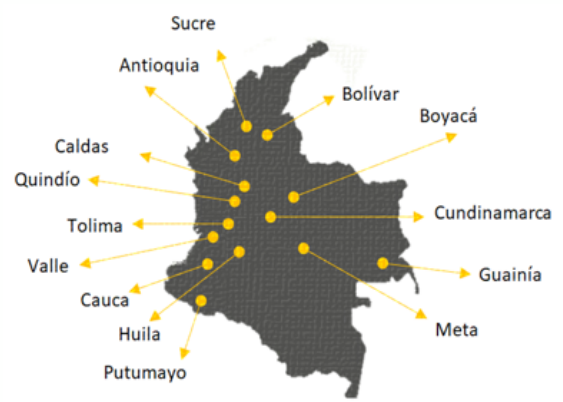 Sucre
Antioquia
Bolívar
Boyacá
Caldas
Quindío
Cundinamarca
Tolima
Valle
Guainía
Cauca
Huila
Meta
Putumayo